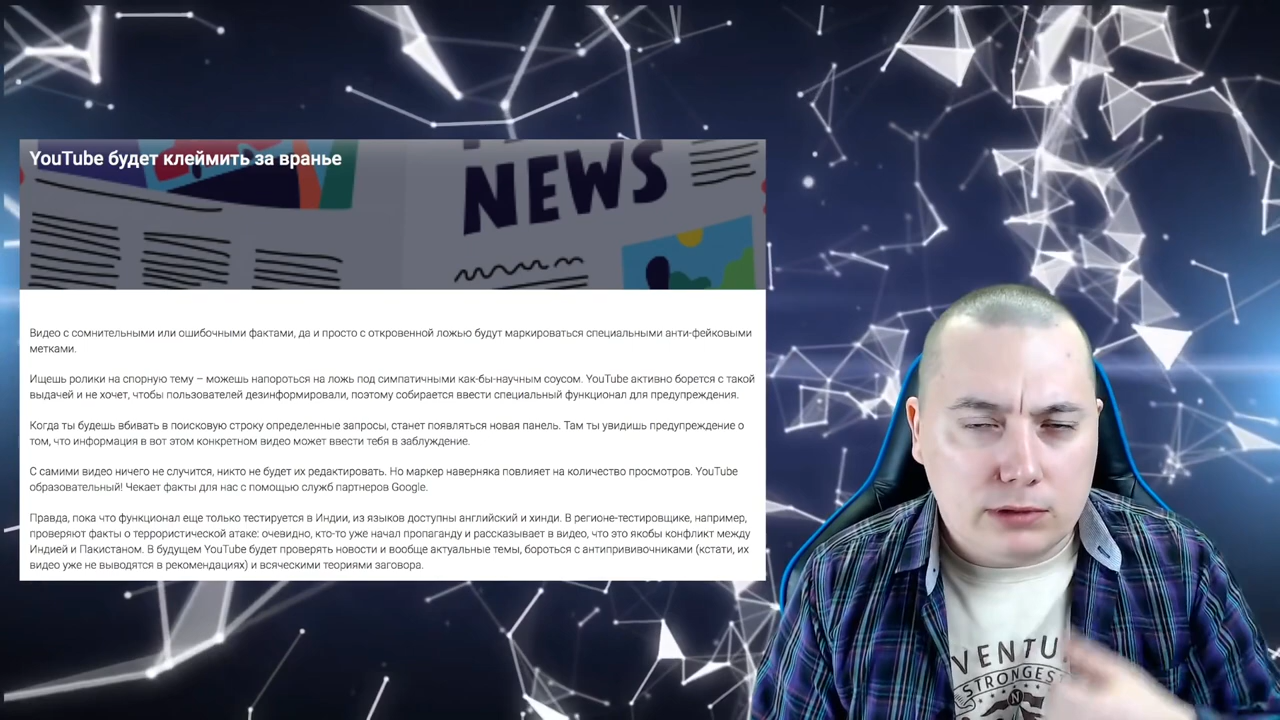 YouTube будет клеймить за вранье
NEWS
Видео с сомнительными или ошибочными фактами, да и просто с откровенной ложью будут маркироваться специальными анти-фейковыми
метками.
Ищешь ролики на спорную тему – можешь напороться на ложь под симпатичными как-бы-научным соусом. YouTube активно борется с такой
выдачей и не хочет, чтобы пользователей дезинформировали, поэтому собирается ввести специальный функционал для предупреждения.
Когда ты будешь вбивать в поисковую строку определенные запросы, станет появляться новая панель. Там ты увидишь предупреждение о
том, что информация в вот этом конкретном видео может ввести тебя в заблуждение.
С самими видео ничего не случится, никто не будет их редактировать. Но маркер наверняка повлияет на количество просмотров. YouTube
образовательный! Чекает факты для нас с помощью служб партнеров Google.
Правда, пока что функционал еще только тестируется в Индии, из языков доступны английский и хинди. В регионе-тестировщике, например,
проверяют факты о террористической атаке: очевидно, кто-то уже начал пропаганду и рассказывает в видео, что это якобы конфликт между
Индией и Пакистаном. В будущем YouTube будет проверять новости и вообще актуальные темы, бороться с антипрививочниками (кстати, их
видео уже не выводятся в рекомендациях) и всяческими теориями заговора.
VENTU
STRONGEST
N